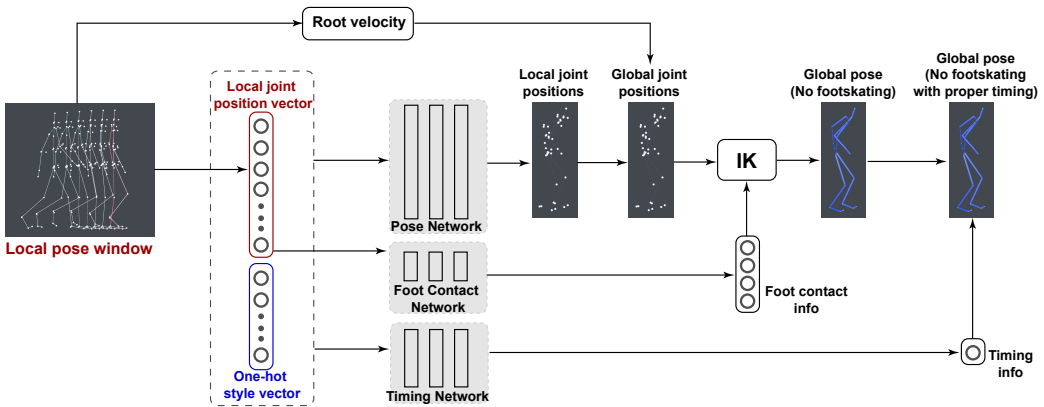 Root velocity
Local joint
position vector
Local joint
positions
Global joint
positions
Global pose
(No footskating)
Global pose
(No footskating
with proper timing)
IK
Pose Network
Local pose window
Foot Contact
Network
Foot contact
info
One-hot
style vector
Timing Network
Timing
info